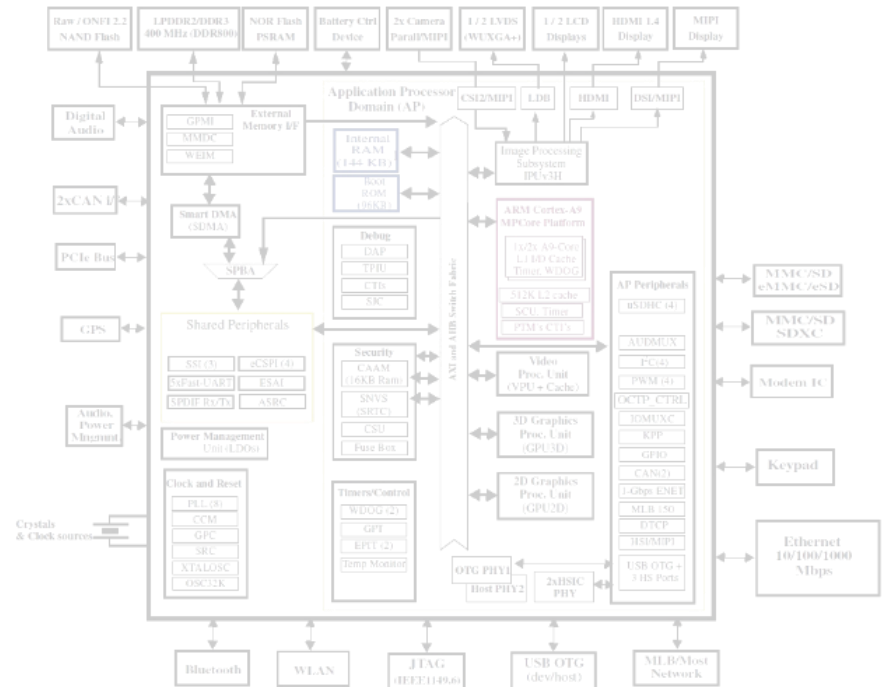 Raw / ONFI 2.2
NAND Flash
LPDDR2/DDR3
400 MHz (DDR800)
NOR Flash
PSRAM
Battery Ctrl
Device
2x Camera
Parall/MIPI
1 / 2 LVDS
(WUXGA+)
1 / 2 LCD
Displays
HDMI 1.4
Display
MIPI
Display
Application Processor
Domain (AP)
CSI2/MIPI
LDB
HDMI
DSI/MIPI
External
Memory I/F
GPMI
MMDC
WEIM
Digital
Audio
Internal
RAM
(144 KB)
Boot
ROM
(96KB)
Image Processing
Subsystem
IPUv3H
2xCAN I/
Smart DMA
(SDMA)
SPBA
PCIe Bus
GPS
Debug
DAP
TPIU
CTIs
SJC
AXI and AHB Switch Fabric
ARM Cortex-A9
MPCore Platform
1x/2x A9-Core
L1 I/D Cache
Timer, WDOG
512K L2 cache
SCU, Timer
PTM's CTI's
Shared Peripherals
SSI (3)
eCSPI (4)
5xFast-UART
ESAI
SPDIF Rx/Tx
ASRC
Security
CAAM
(16KB Ram)
SNVS
(SRTC)
CSU
Fuse Box
Video
Proc. Unit
(VPU + Cache)
3D Graphics
Proc. Unit
(GPU3D)
2D Graphics
Proc. Unit
(GPU2D)
AP Peripherals
uSDHC (4)
AUDMUX
I²C(4)
PWM (4)
OCTP_CTRL
IOMUXC
KPP
GPIO
CAN(2)
1-Gbps ENET
MLB 150
DTCP
HSI/MIPI
USB OTG +
3 HS Ports
MMC/SD
eMMC/eSD
MMC/SD
SDXC
Modem IC
Keypad
Ethernet
10/100/1000
Mbps
Audio,
Power
Mngmnt
Power Management
Unit (LDOs)
Clock and Reset
PLL (8)
CCM
GPC
SRC
XTALOSC
OSC32K
Crystals
& Clock sources
Timers/Control
WDOG (2)
GPT
EPIT (2)
Temp Monitor
OTG PHY1
Host PHY2
2xHSIC
PHY
Bluetooth
WLAN
JTAG
(IEEE1149.6)
USB OTG
(dev/host)
MLB/Most
Network